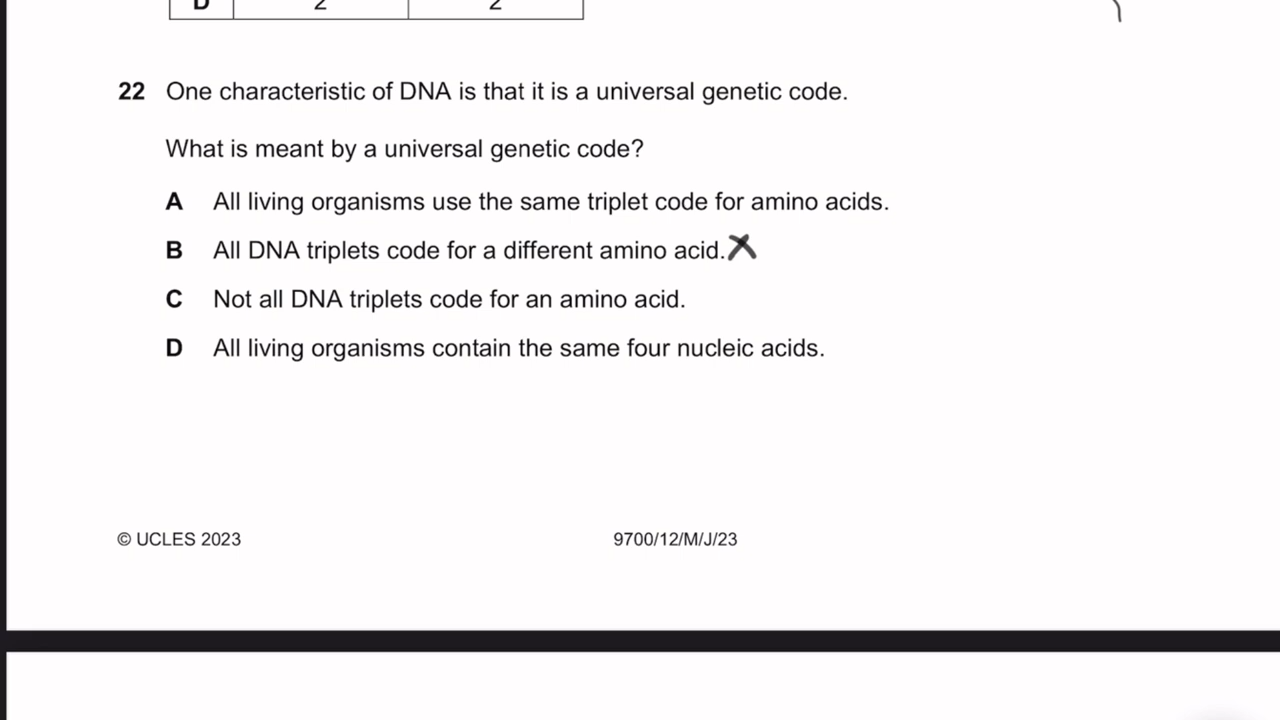 D 2 2
22 One characteristic of DNA is that it is a universal genetic code.
What is meant by a universal genetic code?
A All living organisms use the same triplet code for amino acids.
B All DNA triplets code for a different amino acid.
C Not all DNA triplets code for an amino acid.
D All living organisms contain the same four nucleic acids.
© UCLES 2023 9700/12/M/J/23